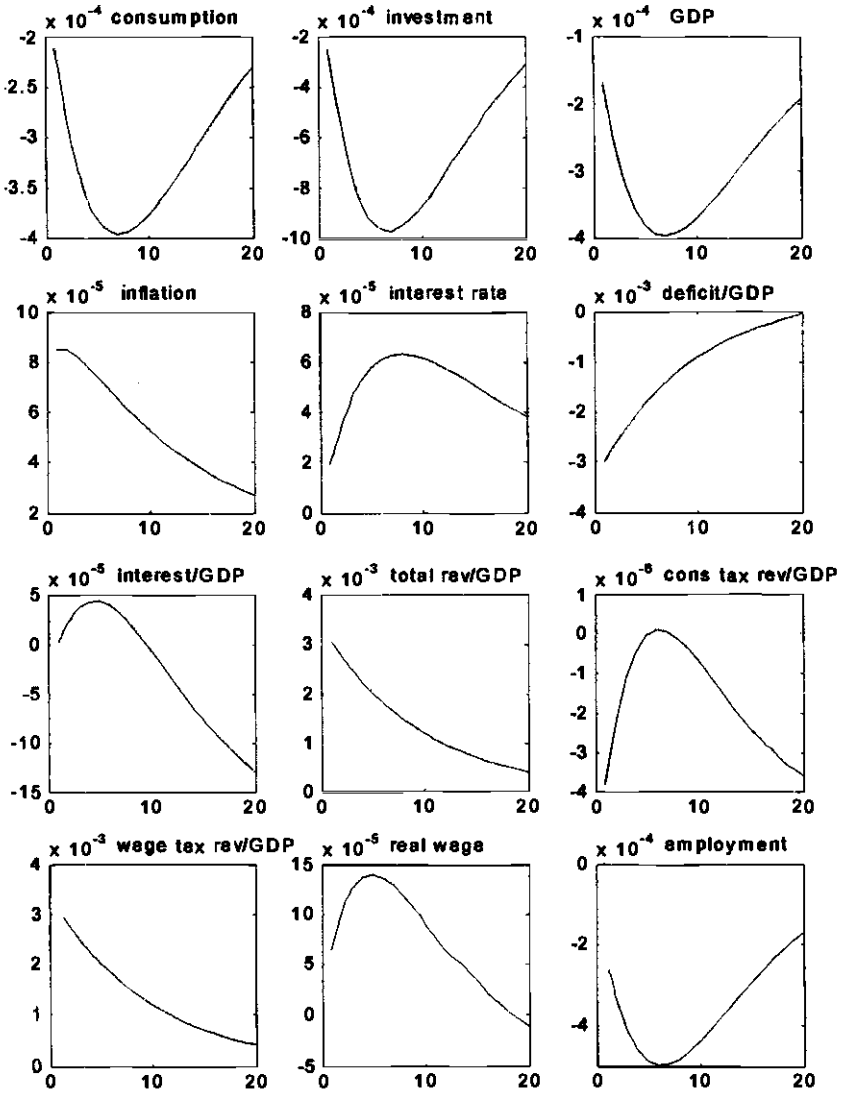 x 10^-4 consumption
-2
-2.5
-3
-3.5
-4
0 10 20
x 10^-4 investment
-2
-4
-6
-8
-10
0 10 20
x 10^-4 GDP
-1
-2
-3
-4
0 10 20
x 10^-5 inflation
10
8
6
4
2
0 10 20
x 10^-5 interest rate
8
6
4
2
0
0 10 20
x 10^-3 deficit/GDP
0
-1
-2
-3
-4
0 10 20
x 10^-5 interest/GDP
5
0
-5
-10
-15
0 10 20
x 10^-3 total rev/GDP
4
3
2
1
0
0 10 20
x 10^-6 cons tax rev/GDP
1
0
-1
-2
-3
-4
0 10 20
x 10^-3 wage tax rev/GDP
4
3
2
1
0
0 10 20
x 10^-5 real wage
15
10
5
0
-5
0 10 20
x 10^-4 employment
0
-2
-4
0 10 20